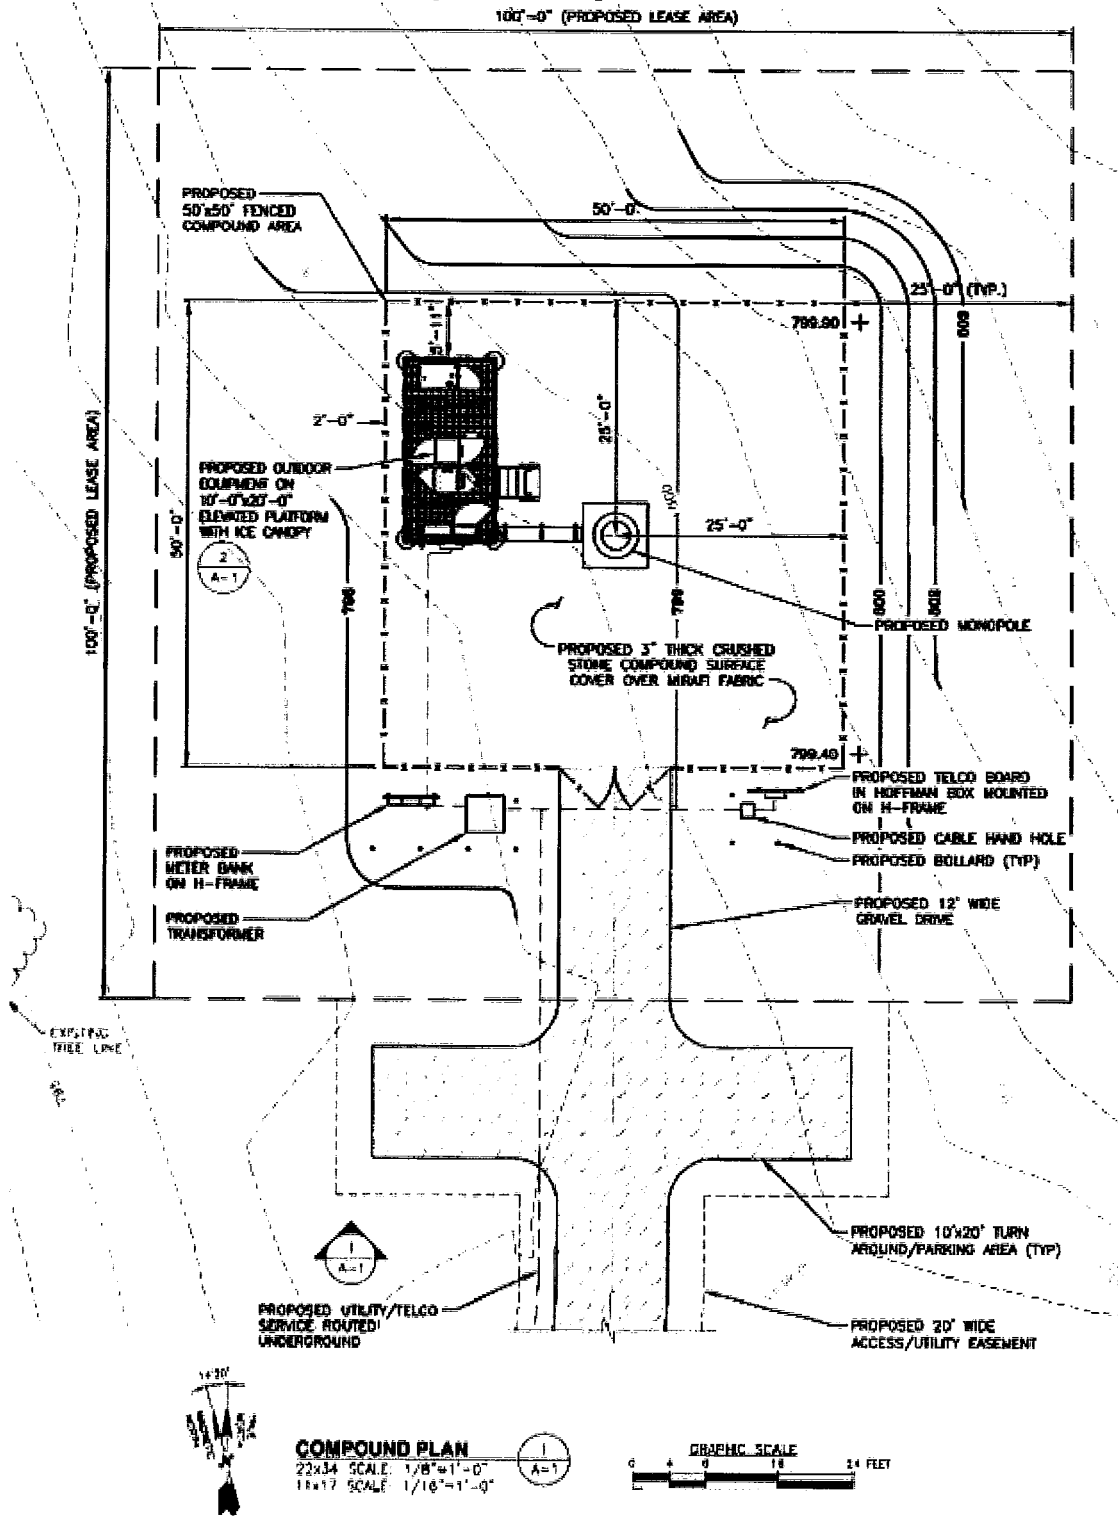 100'-0" (PROPOSED LEASE AREA)
PROPOSED
50'x50' FENCED
COMPOUND AREA
50'-0"
25'-0" (TYP.)
799.90
5'-11"
2'-0"
25'-0"
100'-0" (PROPOSED LEASE AREA)
50'-0"
PROPOSED OUTDOOR
EQUIPMENT ON
10'-0"x20'-0"
ELEVATED PLATFORM
WITH ICE CANOPY
2
A-1
25'-0"
798
799
800
PROPOSED MONOPOLE
PROPOSED 3" THICK CRUSHED
STONE COMPOUND SURFACE
COVER OVER MIRAFI FABRIC
799.40
PROPOSED TELCO BOARD
IN HOFFMAN BOX MOUNTED
ON H-FRAME
PROPOSED CABLE HAND HOLE
PROPOSED BOLLARD (TYP)
PROPOSED
METER BANK
ON H-FRAME
PROPOSED
TRANSFORMER
PROPOSED 12' WIDE
GRAVEL DRIVE
EXISTING
TREE LINE
PROPOSED 10'x20' TURN
AROUND/PARKING AREA (TYP)
1
A-1
PROPOSED UTILITY/TELCO
SERVICE ROUTED
UNDERGROUND
PROPOSED 20' WIDE
ACCESS/UTILITY EASEMENT
COMPOUND PLAN
22x34 SCALE: 1/8"=1'-0"
11x17 SCALE: 1/16"=1'-0"
1
A-1
GRAPHIC SCALE
0 4 8 16 24 FEET